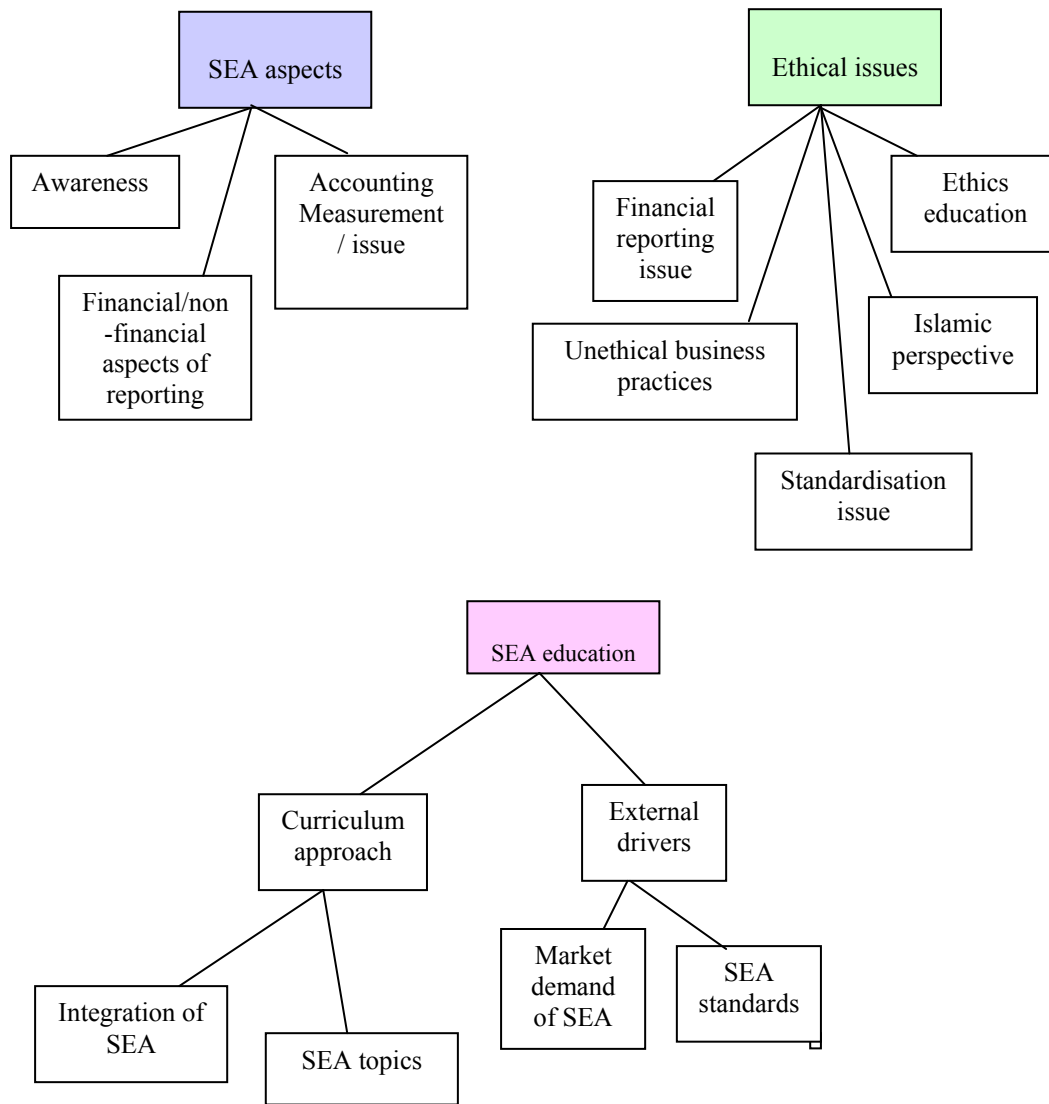 SEA aspects
Awareness
Financial/non
-financial
aspects of
reporting
Accounting
Measurement
/ issue
Ethical issues
Financial
reporting
issue
Unethical business
practices
Standardisation
issue
Islamic
perspective
Ethics
education
SEA education
Curriculum
approach
Integration of
SEA
SEA topics
External
drivers
Market
demand
of SEA
SEA
standards